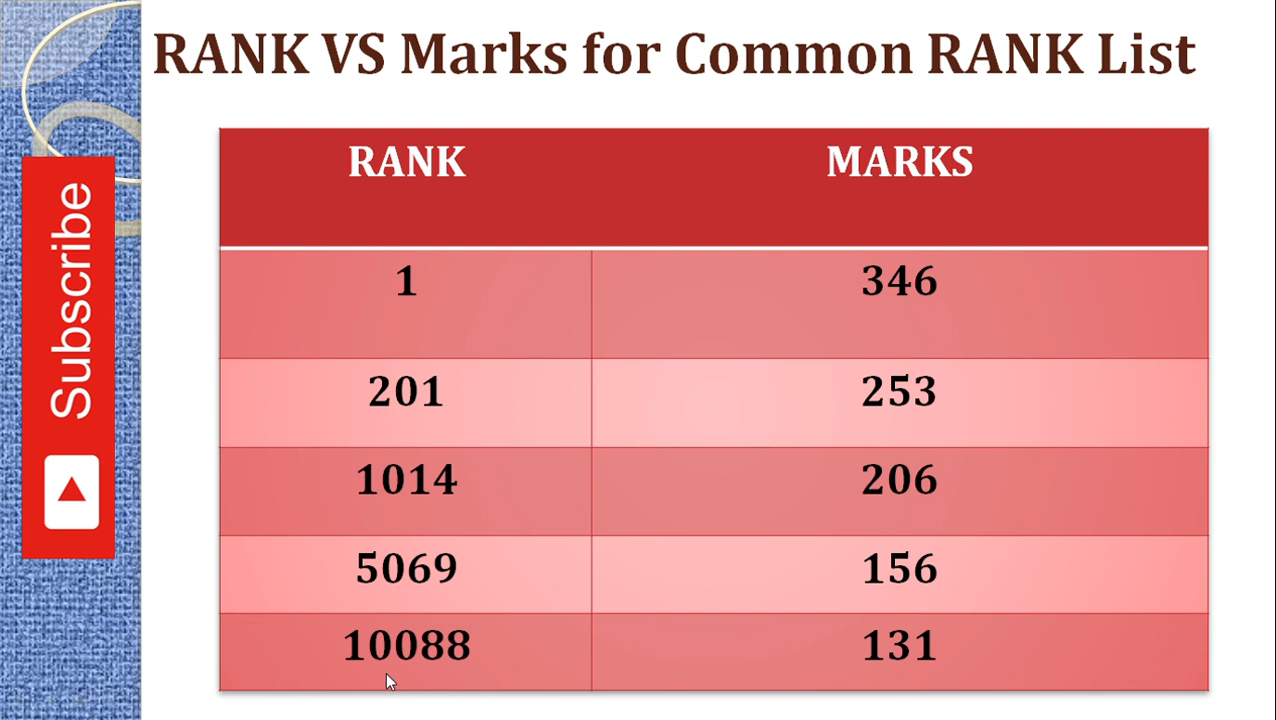 RANK VS Marks for Common RANK List
Subscribe
RANK MARKS
1 346
201 253
1014 206
5069 156
10088 131